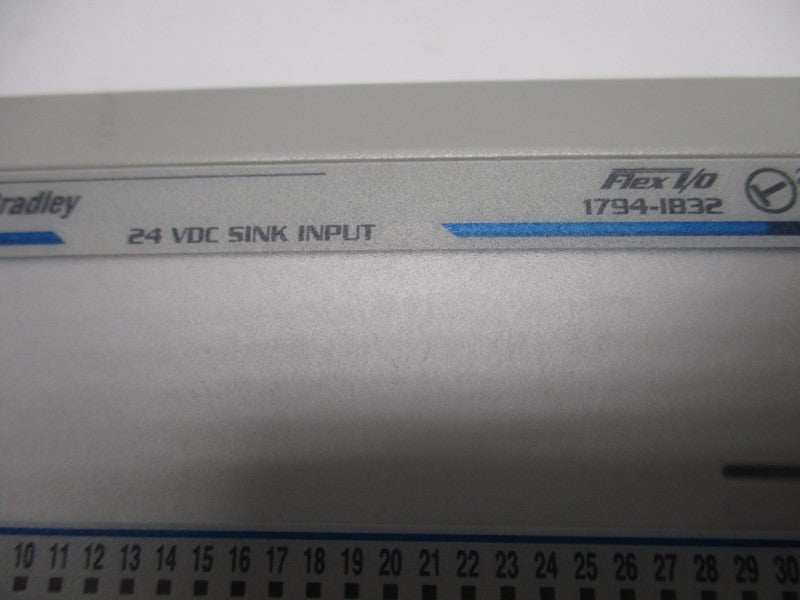 radley
Flex I/O
1794-IB32
24 VDC SINK INPUT
10 11 12 13 14 15 16 17 18 19 20 21 22 23 24 25 26 27 28 29 30